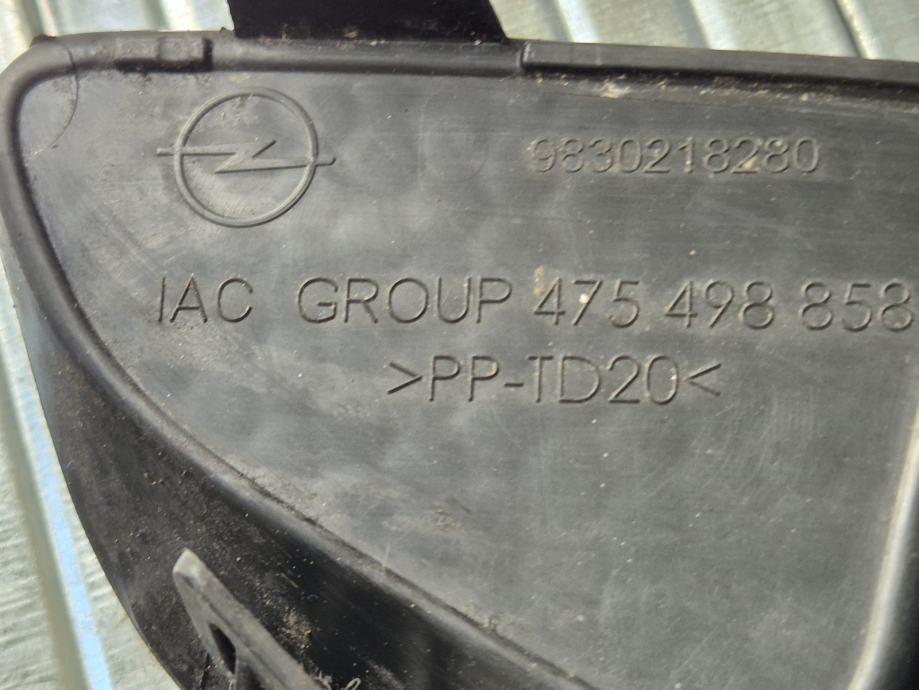 9830218280
IAC GROUP 475 498 858
>PP-TD20<